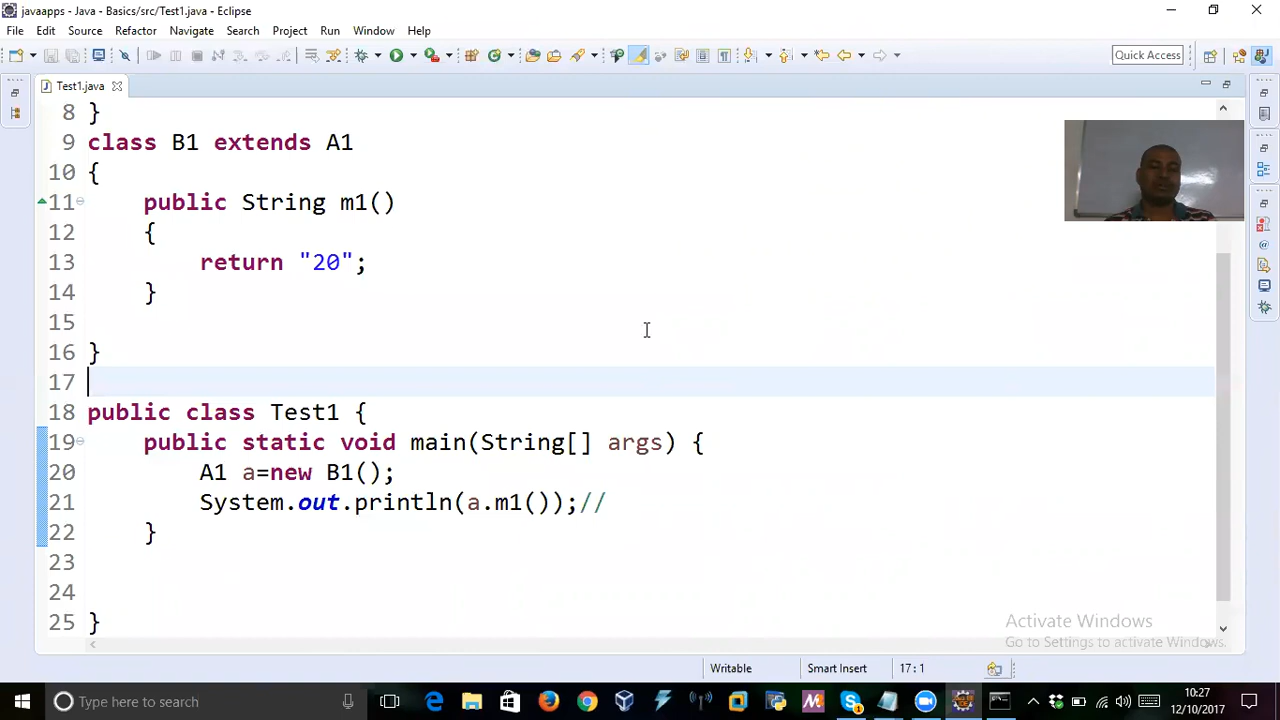 javaapps - Java - Basics/src/Test1.java - Eclipse
File Edit Source Refactor Navigate Search Project Run Window Help
Quick Access
Test1.java
8 }
9 class B1 extends A1
10 {
11 public String m1()
12 {
13 return "20";
14 }
15
16 }
17
18 public class Test1 {
19 public static void main(String[] args) {
20 A1 a=new B1();
21 System.out.println(a.m1());//
22 }
23
24
25 }
Activate Windows
Go to Settings to activate Windows.
Writable Smart Insert 17 : 1
Type here to search
10:27
12/10/2017